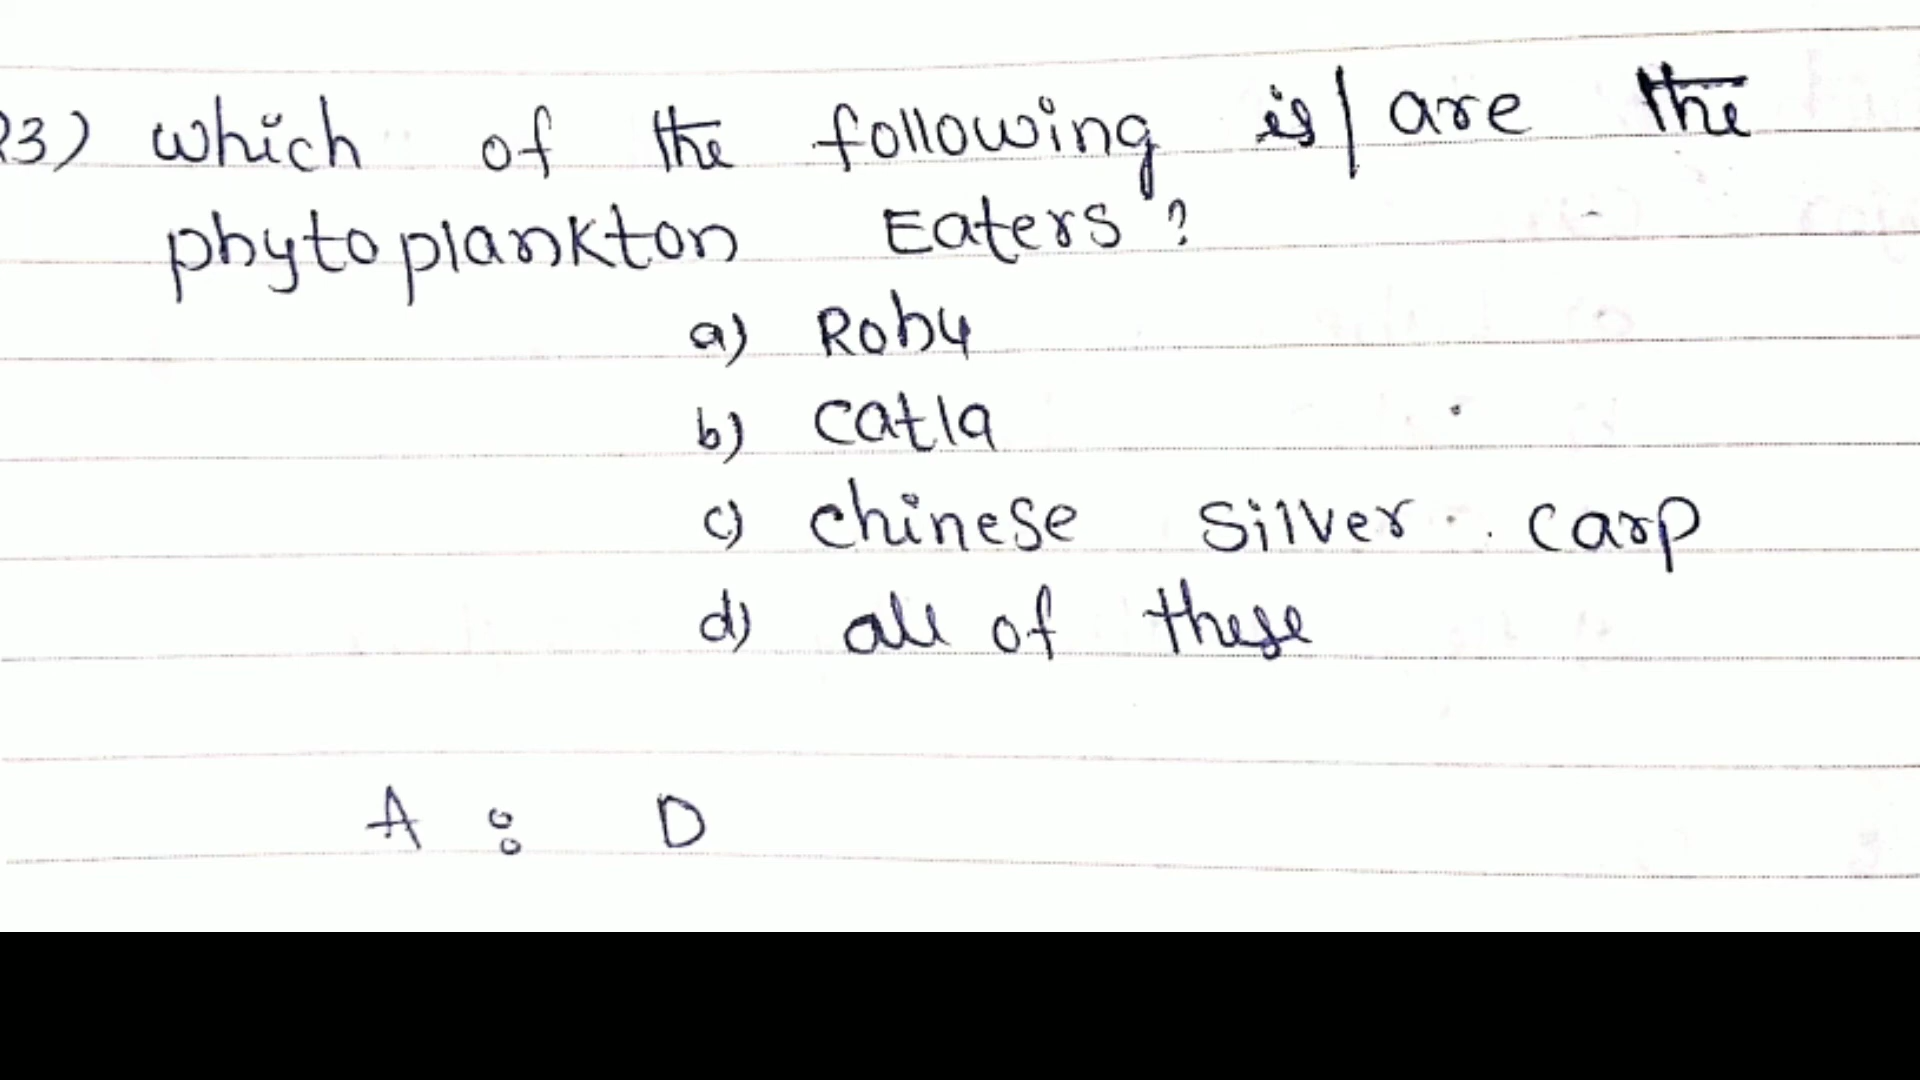 23) which of the following is/are the
phytoplankton Eaters?
a) Rohu
b) catla
c) chinese silver carp
d) all of these
A : D